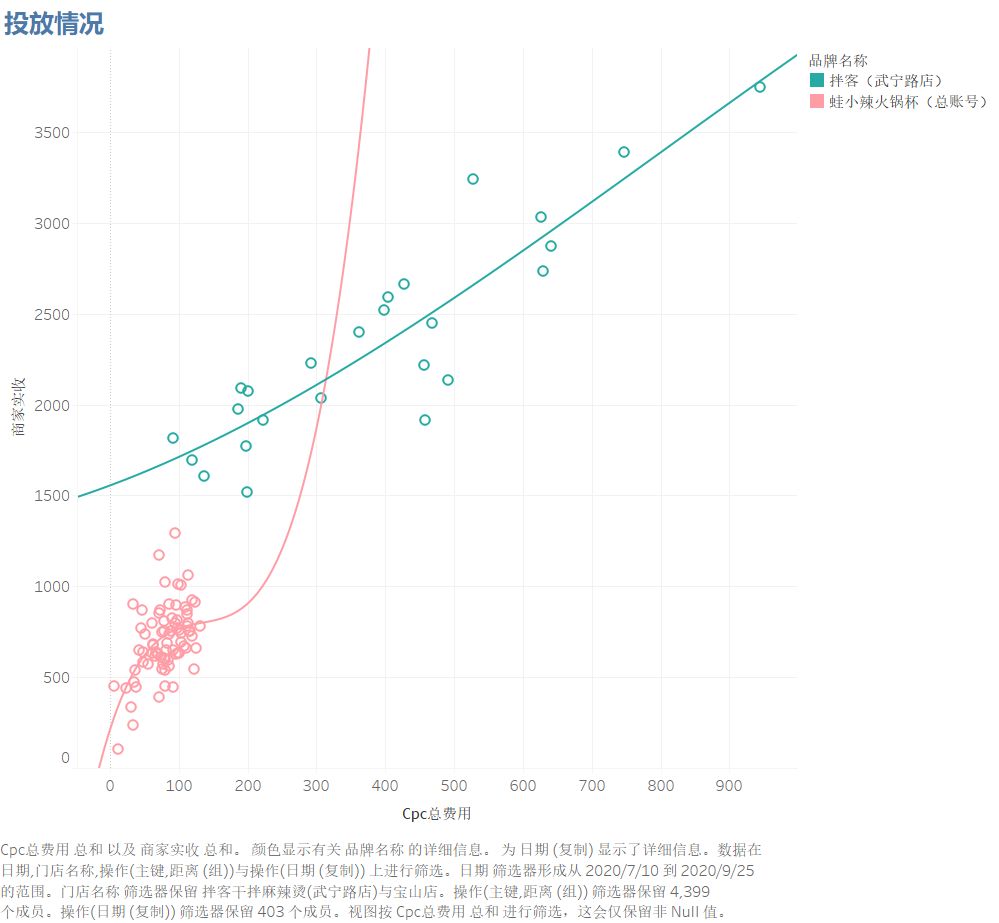 投放情况
品牌名称
拌客（武宁路店）
蛙小辣火锅杯（总账号）
3500
3000
2500
2000
1500
1000
500
0
商家实收
0 100 200 300 400 500 600 700 800 900
Cpc总费用
Cpc总费用 总和 以及 商家实收 总和。 颜色显示有关 品牌名称 的详细信息。 为 日期 (复制) 显示了详细信息。数据在
日期,门店名称,操作(主键,距离 (组))与操作(日期 (复制)) 上进行筛选。日期 筛选器形成从 2020/7/10 到 2020/9/25
的范围。门店名称 筛选器保留 拌客干拌麻辣烫(武宁路店)与宝山店。操作(主键,距离 (组)) 筛选器保留 4,399
个成员。操作(日期 (复制)) 筛选器保留 403 个成员。视图按 Cpc总费用 总和 进行筛选，这会仅保留非 Null 值。